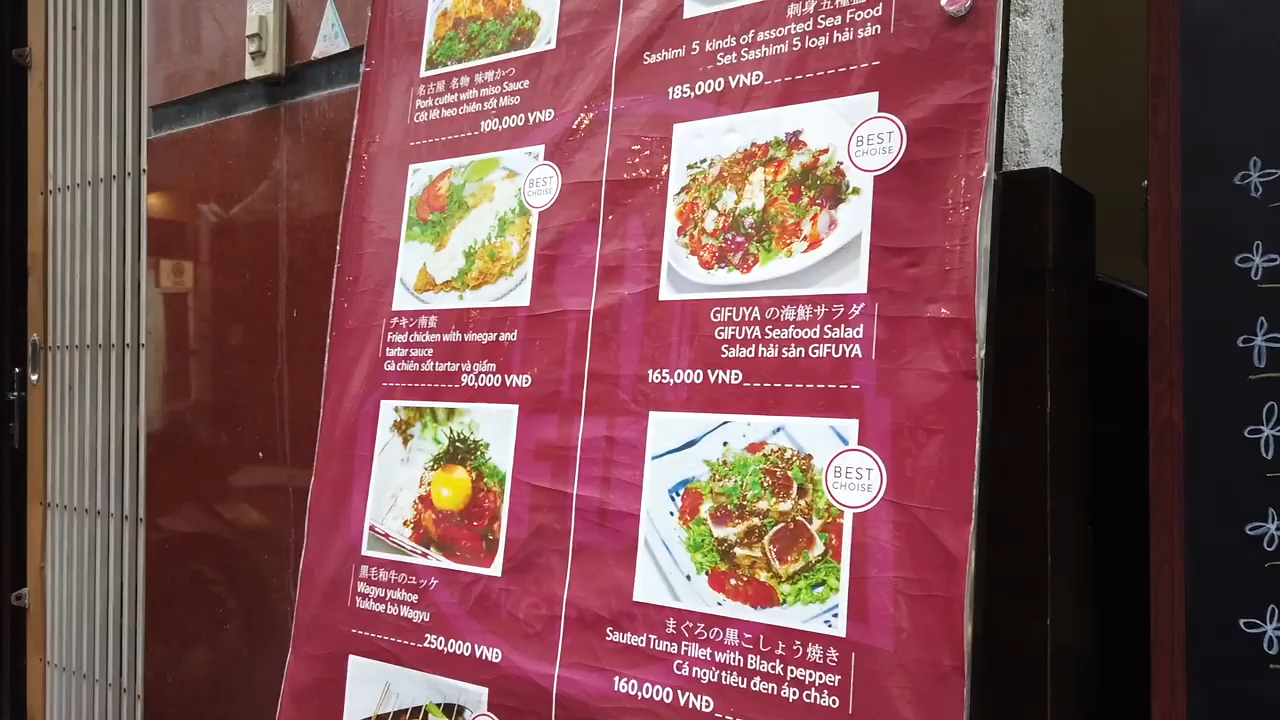 名古屋 名物 味噌かつ
Pork cutlet with miso Sauce
Cốt lết heo chiên sốt Miso
100,000 VNĐ
BEST
CHOISE
チキン南蛮
Fried chicken with vinegar and
tartar sauce
Gà chiên sốt tartar và giấm
90,000 VNĐ
黒毛和牛のユッケ
Wagyu yukhoe
Yukhoe bò Wagyu
250,000 VNĐ
刺身五種盛
Sashimi 5 kinds of assorted Sea Food
Set Sashimi 5 loại hải sản
185,000 VNĐ
BEST
CHOISE
GIFUYA の海鮮サラダ
GIFUYA Seafood Salad
Salad hải sản GIFUYA
165,000 VNĐ
BEST
CHOISE
まぐろの黒こしょう焼き
Sauted Tuna Fillet with Black pepper
Cá ngừ tiêu đen áp chảo
160,000 VNĐ